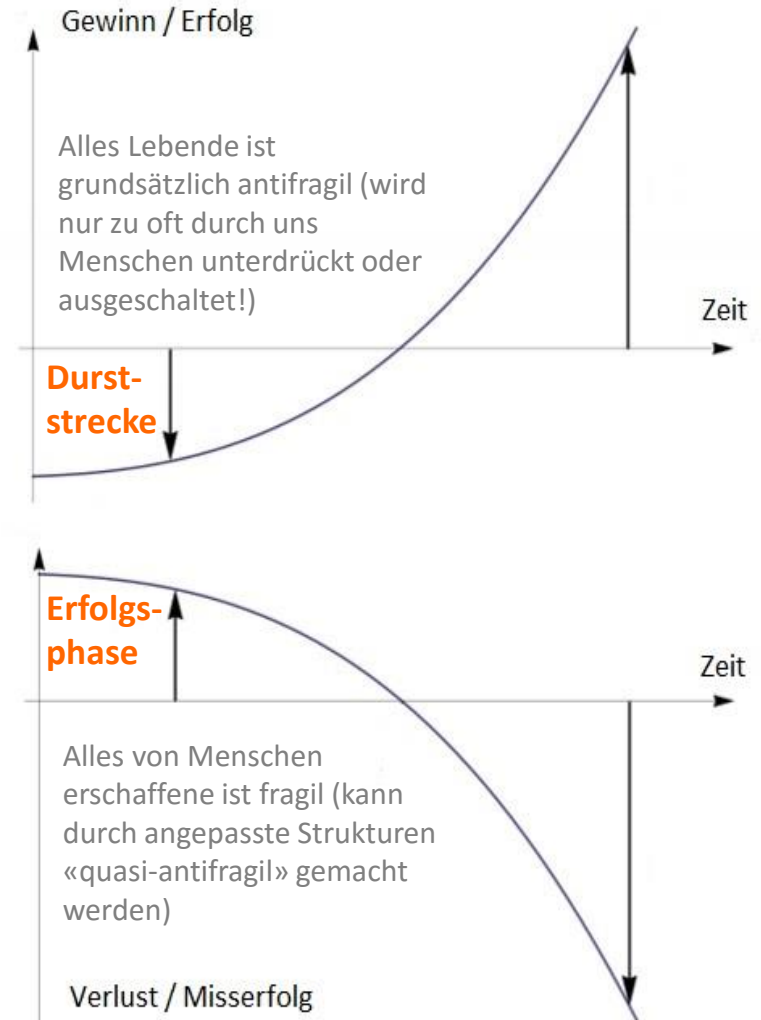 Gewinn / Erfolg
Alles Lebende ist
grundsätzlich antifragil (wird
nur zu oft durch uns
Menschen unterdrückt oder
ausgeschaltet!)
Zeit
Durst-
strecke
Erfolgs-
phase
Zeit
Alles von Menschen
erschaffene ist fragil (kann
durch angepasste Strukturen
«quasi-antifragil» gemacht
werden)
Verlust / Misserfolg